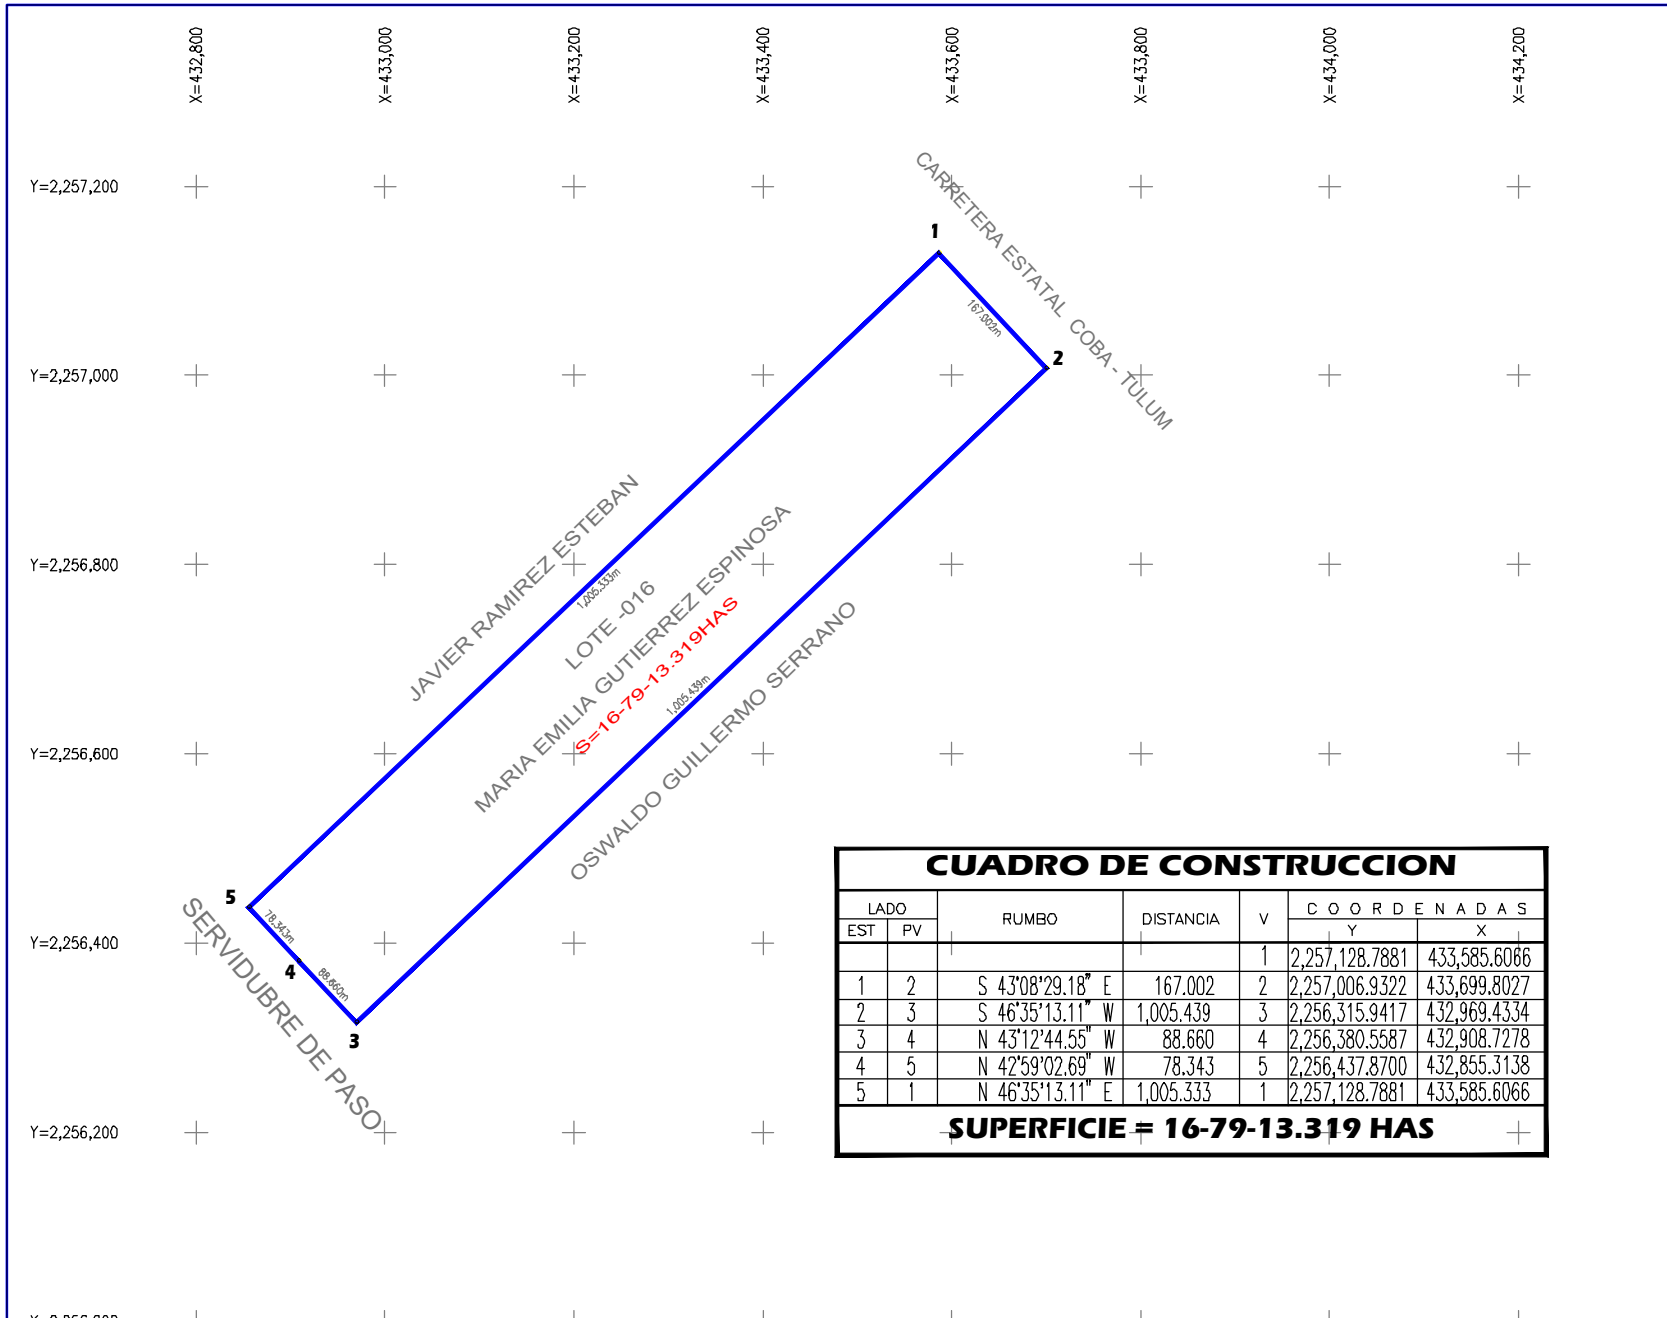 X=432,800
X=433,000
X=433,200
X=433,400
X=433,600
X=433,800
X=434,000
X=434,200
Y=2,257,200
CARRETERA ESTATAL COBA - TULUM
1
167.002m
Y=2,257,000
2
Y=2,256,800
JAVIER RAMIREZ ESTEBAN
1,005.333m
LOTE -016
MARIA EMILIA GUTIERREZ ESPINOSA
S=16-79-13.319HAS
1,005.439m
OSWALDO GUILLERMO SERRANO
Y=2,256,600
5
78.343m
Y=2,256,400
4
88.660m
3
SERVIDUBRE DE PASO
Y=2,256,200
CUADRO DE CONSTRUCCION
LADO RUMBO DISTANCIA V COORDENADAS
EST PV Y X
1 2,257,128.7881 433,585.6066
1 2 S 43°08'29.18" E 167.002 2 2,257,006.9322 433,699.8027
2 3 S 46°35'13.11" W 1,005.439 3 2,256,315.9417 432,969.4334
3 4 N 43°12'44.55" W 88.660 4 2,256,380.5587 432,908.7278
4 5 N 42°59'02.69" W 78.343 5 2,256,437.8700 432,855.3138
5 1 N 46°35'13.11" E 1,005.333 1 2,257,128.7881 433,585.6066
SUPERFICIE = 16-79-13.319 HAS